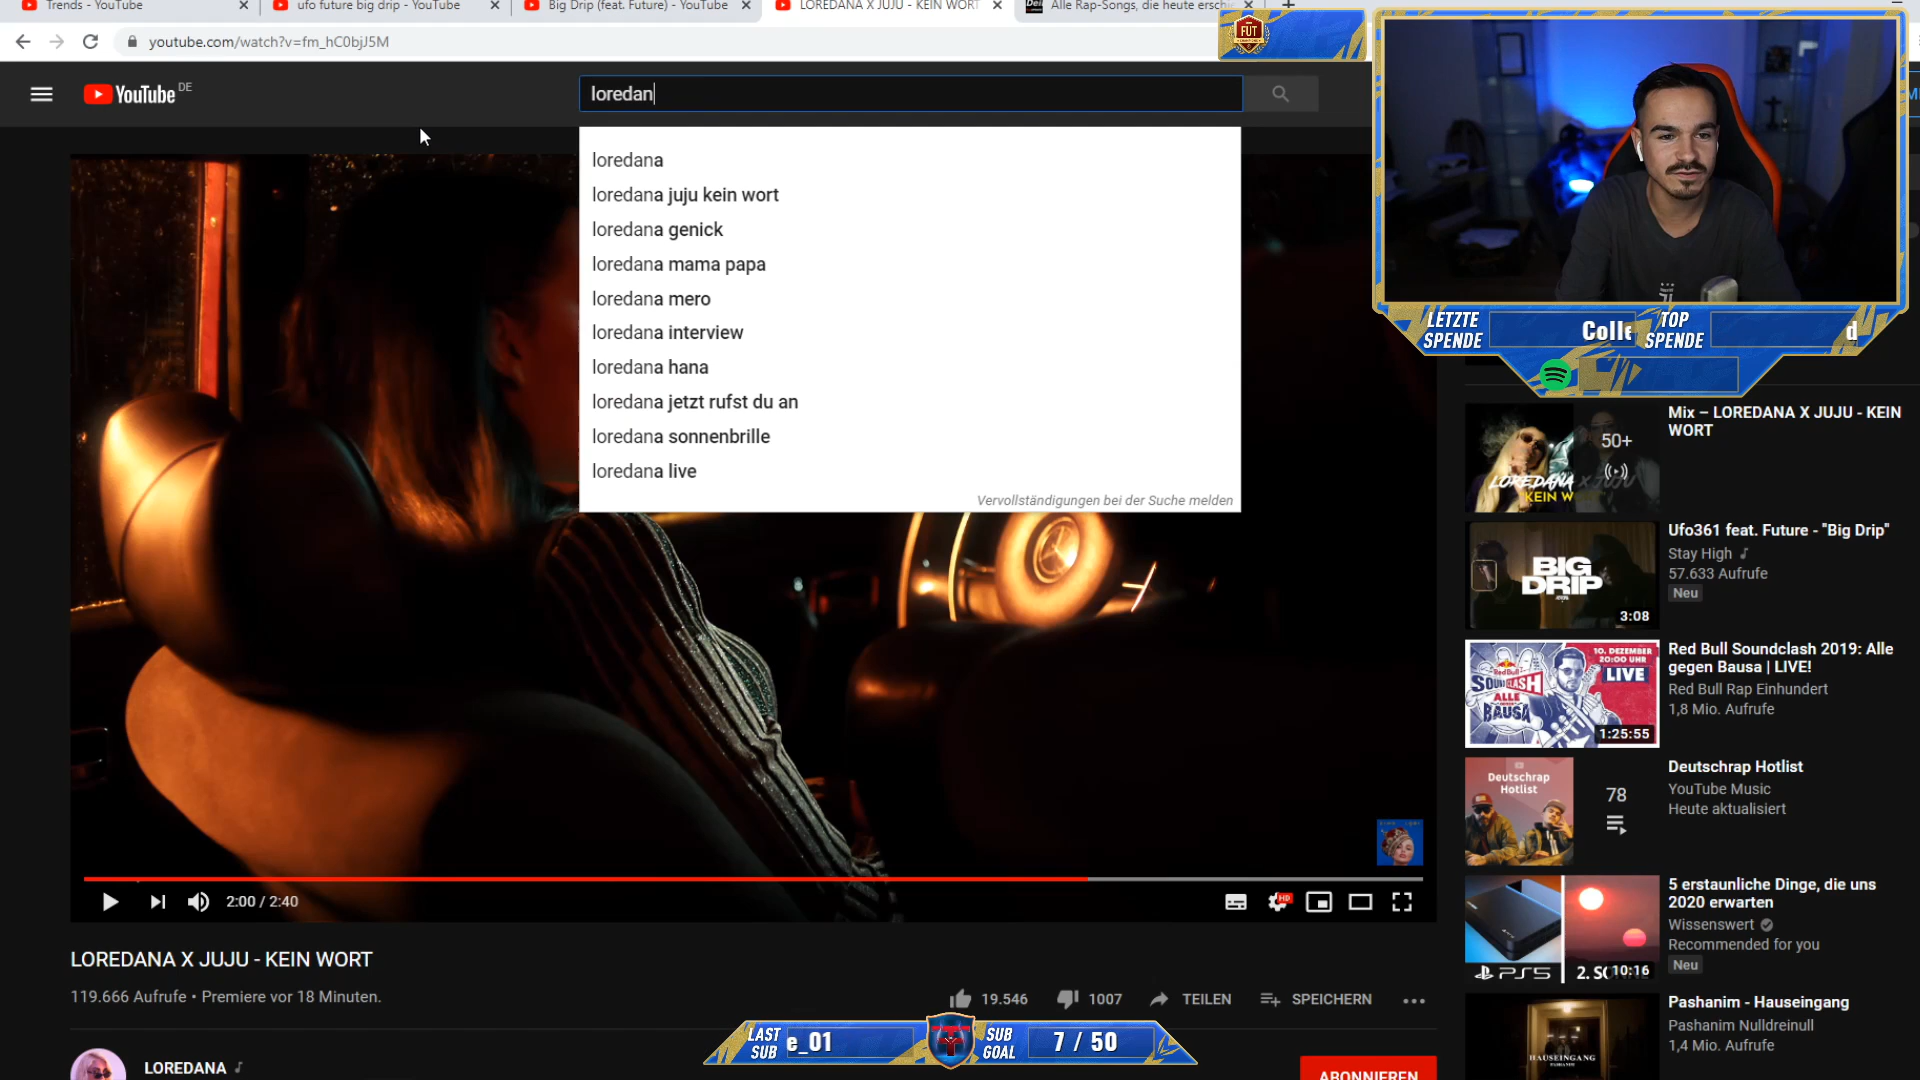 Trends - YouTube
ufo future big drip - YouTube
Big Drip (feat. Future) - YouTube
LOREDANA X JUJU - KEIN WORT
Alle Rap-Songs, die heute ersch
youtube.com/watch?v=fm_hC0bjJ5M
FUT
YouTube DE
loredan
loredana
loredana juju kein wort
loredana genick
loredana mama papa
loredana mero
loredana interview
loredana hana
loredana jetzt rufst du an
loredana sonnenbrille
loredana live
Vervollständigungen bei der Suche melden
LETZTE SPENDE
Colle
TOP SPENDE
d
2:00 / 2:40
LOREDANA X JUJU - KEIN WORT
119.666 Aufrufe • Premiere vor 18 Minuten.
19.546
1007
TEILEN
SPEICHERN
LAST SUB
e_01
SUB GOAL
7 / 50
LOREDANA
ABONNIEREN
LOREDANA X JUJU
KEIN W
50+
Mix – LOREDANA X JUJU - KEIN WORT
BIG DRIP
3:08
Ufo361 feat. Future - "Big Drip"
Stay High
57.633 Aufrufe
Neu
10. DEZEMBER
20:00 UHR
LIVE
Red Bull
SOUNDCLASH
ALLE
BAUSA
1:25:55
Red Bull Soundclash 2019: Alle gegen Bausa | LIVE!
Red Bull Rap Einhundert
1,8 Mio. Aufrufe
Deutschrap Hotlist
78
Deutschrap Hotlist
YouTube Music
Heute aktualisiert
PS5
2. SO
10:16
5 erstaunliche Dinge, die uns 2020 erwarten
Wissenswert
Recommended for you
Neu
HAUSEINGANG
Pashanim - Hauseingang
Pashanim Nulldreinull
1,4 Mio. Aufrufe